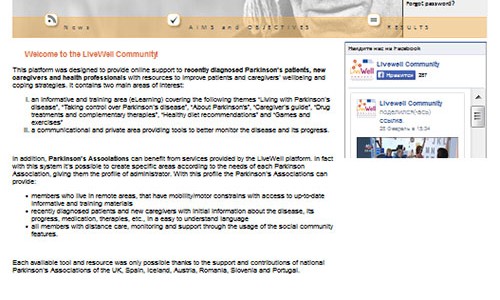 Forgot password?
News
AIMS and OBJECTIVES
RESULTS
Welcome to the LiveWell Community!
This platform was designed to provide online support to recently diagnosed Parkinson's patients, new
caregivers and health professionals with resources to improve patients and caregivers' wellbeing and
coping strategies. It contains two main areas of interest:
I. an informative and training area (eLearning) covering the following themes "Living with Parkinson's
disease", "Taking control over Parkinson's disease", "About Parkinson's", "Caregiver's guide", "Drug
treatments and complementary therapies", "Healthy diet recommendations" and "Games and
exercises"
II. a communicational and private area providing tools to better monitor the disease and its progress.
In addition, Parkinson's Associations can benefit from services provided by the LiveWell platform. In fact
with this system it's possible to create specific areas according to the needs of each Parkinson
Association, giving them the profile of administrator. With this profile the Parkinson's Associations can
provide:
• members who live in remote areas, that have mobility/motor constrains with access to up-to-date
informative and training materials
• recently diagnosed patients and new caregivers with initial information about the disease, its
progress, medication, therapies, etc., in a easy to understand language
• all members with distance care, monitoring and support through the usage of the social community
features.
Each available tool and resource was only possible thanks to the support and contributions of national
Parkinson's Associations of the UK, Spain, Iceland, Austria, Romania, Slovenia and Portugal.
Найдите нас на Facebook
Livewell Community
Нравится 287
Livewell Community
поделился(ась)
ссылка.
25 Февраль в 13:34